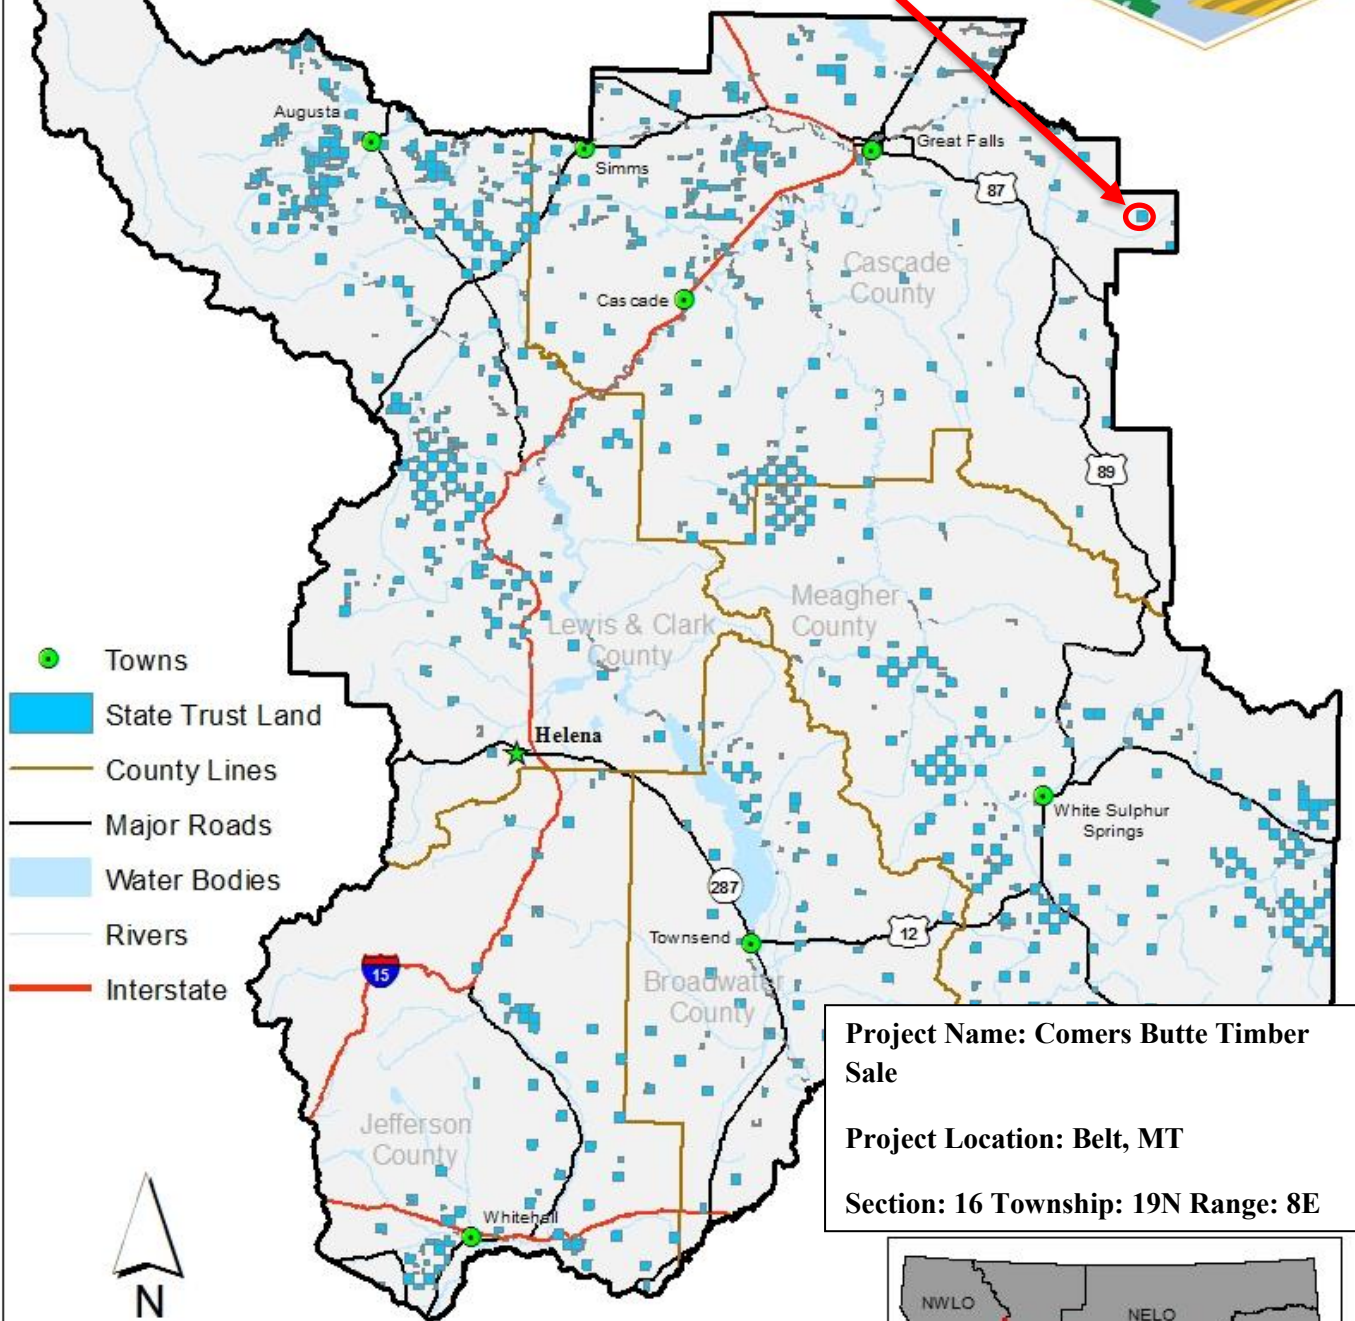 Augusta
Simms
Great Falls
87
Cascade
County
Cascade
89
Meagher
County
Lewis & Clark
County
Towns
State Trust Land
County Lines
Major Roads
Water Bodies
Rivers
Interstate
Helena
White Sulphur
Springs
287
Townsend
12
15
Broadwater
County
Project Name: Comers Butte Timber
Sale
Project Location: Belt, MT
Section: 16 Township: 19N Range: 8E
Jefferson
County
Whitehall
N
NWLO
NELO